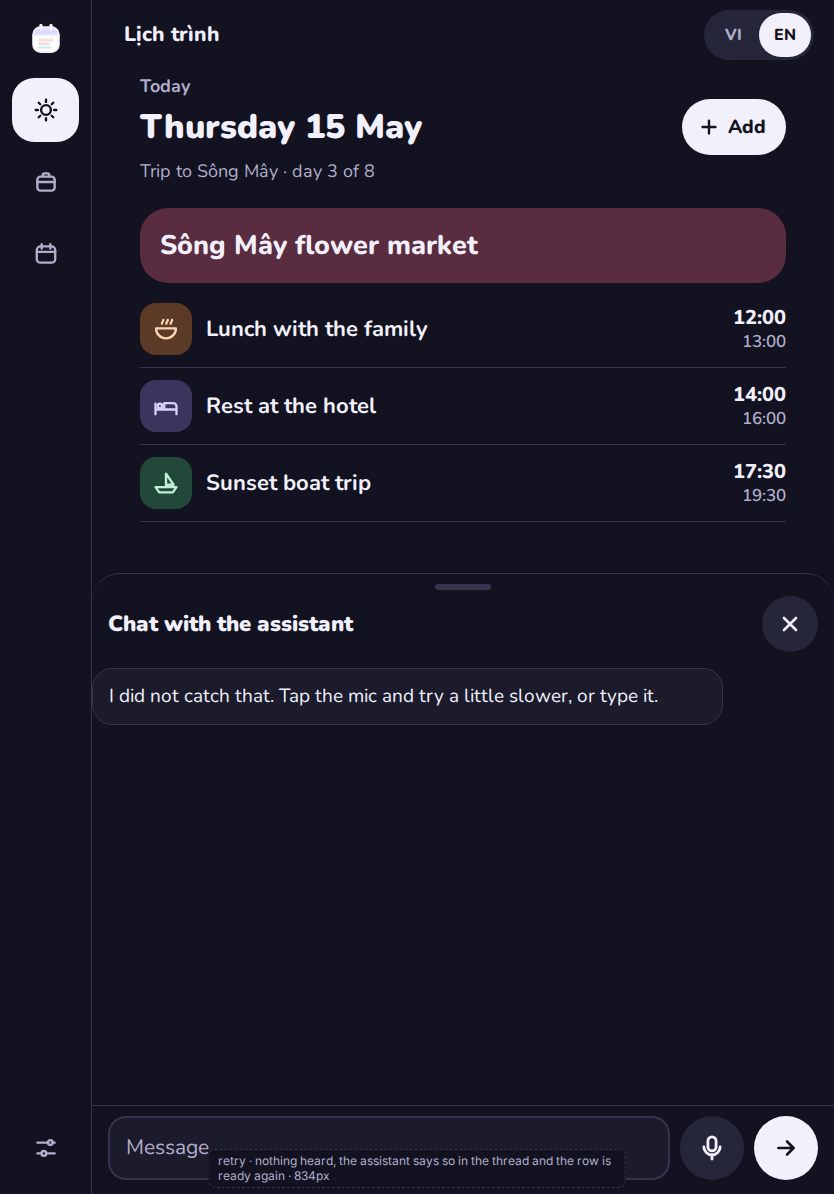 Lịch trình
VI
EN
Today
Thursday 15 May
Add
Trip to Sông Mây · day 3 of 8
Sông Mây flower market
Lunch with the family
12:00
13:00
Rest at the hotel
14:00
16:00
Sunset boat trip
17:30
19:30
Chat with the assistant
I did not catch that. Tap the mic and try a little slower, or type it.
Message
retry · nothing heard, the assistant says so in the thread and the row is
ready again · 834px